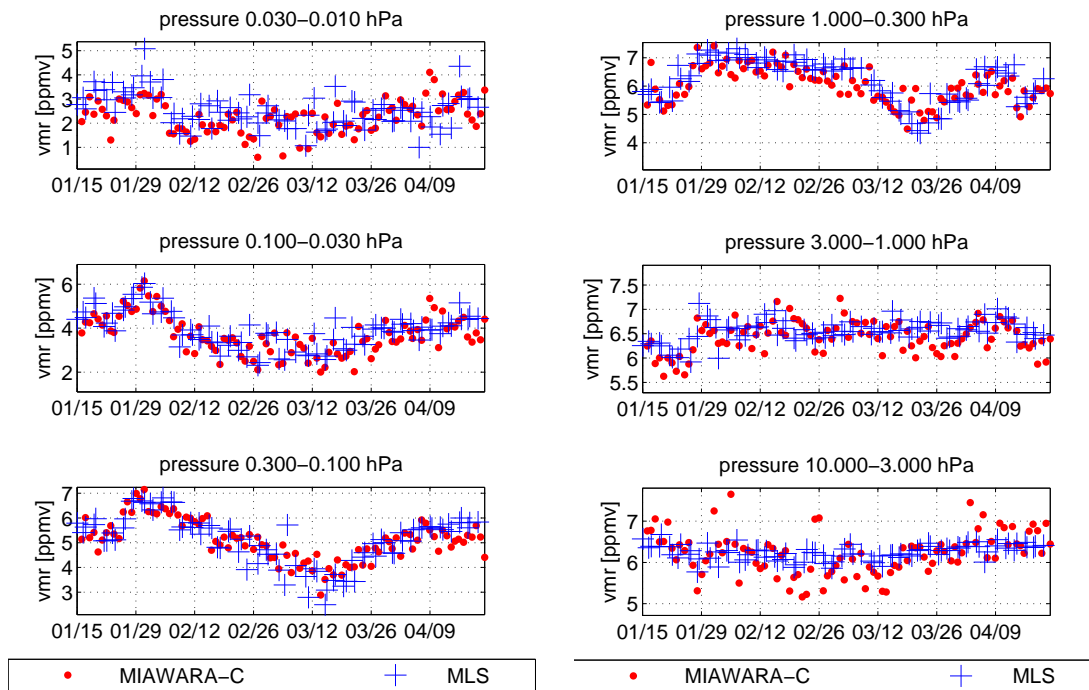 pressure 0.030−0.010 hPa
vmr [ppmv]
5
4
3
2
1
01/15 01/29 02/12 02/26 03/12 03/26 04/09
pressure 1.000−0.300 hPa
vmr [ppmv]
7
6
5
4
01/15 01/29 02/12 02/26 03/12 03/26 04/09
pressure 0.100−0.030 hPa
vmr [ppmv]
6
4
2
01/15 01/29 02/12 02/26 03/12 03/26 04/09
pressure 3.000−1.000 hPa
vmr [ppmv]
7.5
7
6.5
6
5.5
01/15 01/29 02/12 02/26 03/12 03/26 04/09
pressure 0.300−0.100 hPa
vmr [ppmv]
7
6
5
4
3
01/15 01/29 02/12 02/26 03/12 03/26 04/09
pressure 10.000−3.000 hPa
vmr [ppmv]
7
6
5
01/15 01/29 02/12 02/26 03/12 03/26 04/09
MIAWARA−C MLS
MIAWARA−C MLS